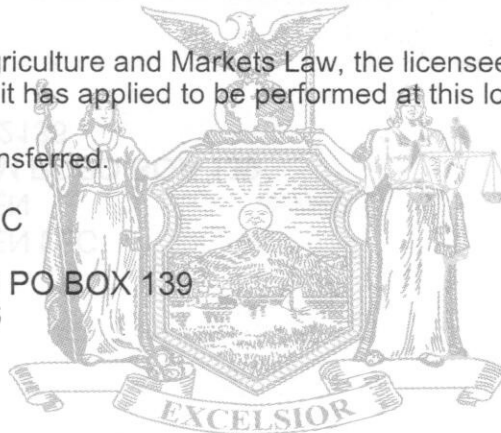 griculture and Markets Law, the licensee
it has applied to be performed at this lo
nsferred.
C
PO BOX 139
EXCELSIOR